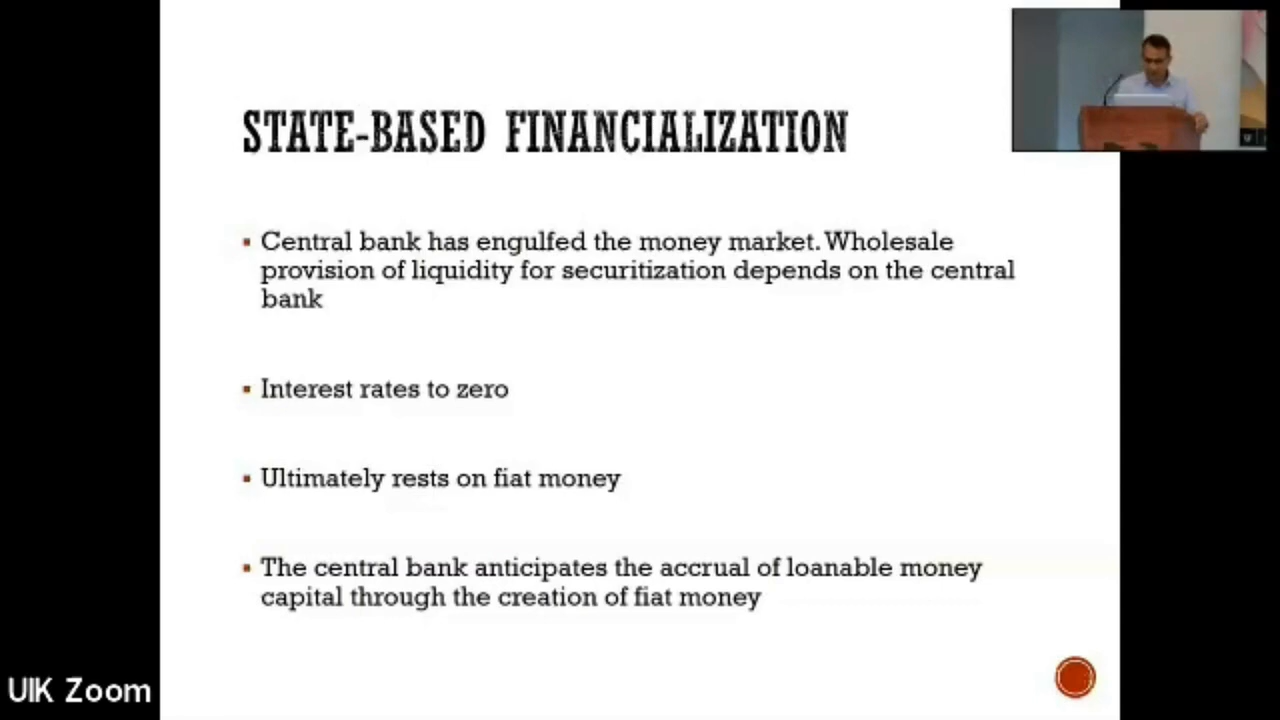 STATE-BASED FINANCIALIZATION
▪ Central bank has engulfed the money market. Wholesale
provision of liquidity for securitization depends on the central
bank
▪ Interest rates to zero
▪ Ultimately rests on fiat money
▪ The central bank anticipates the accrual of loanable money
capital through the creation of fiat money
UIK Zoom